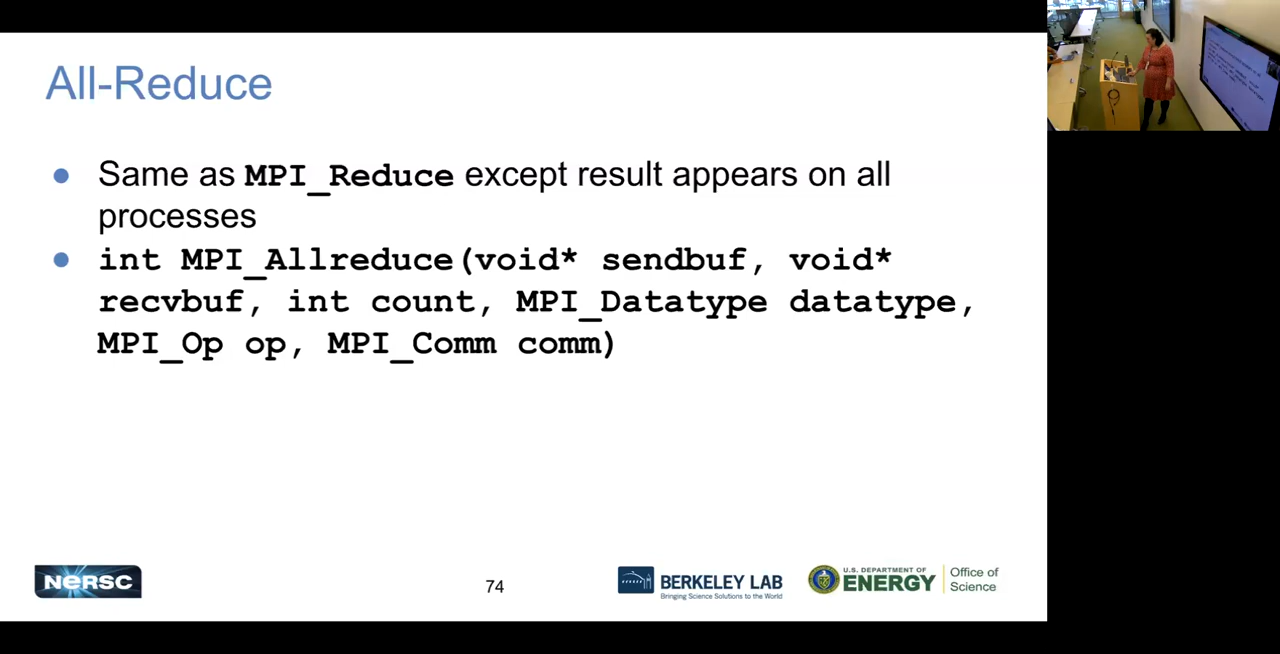 All-Reduce
● Same as MPI_Reduce except result appears on all
processes
● int MPI_Allreduce(void* sendbuf, void*
recvbuf, int count, MPI_Datatype datatype,
MPI_Op op, MPI_Comm comm)
NERSC
74
BERKELEY LAB
Bringing Science Solutions to the World
U.S. DEPARTMENT OF
ENERGY
Office of
Science